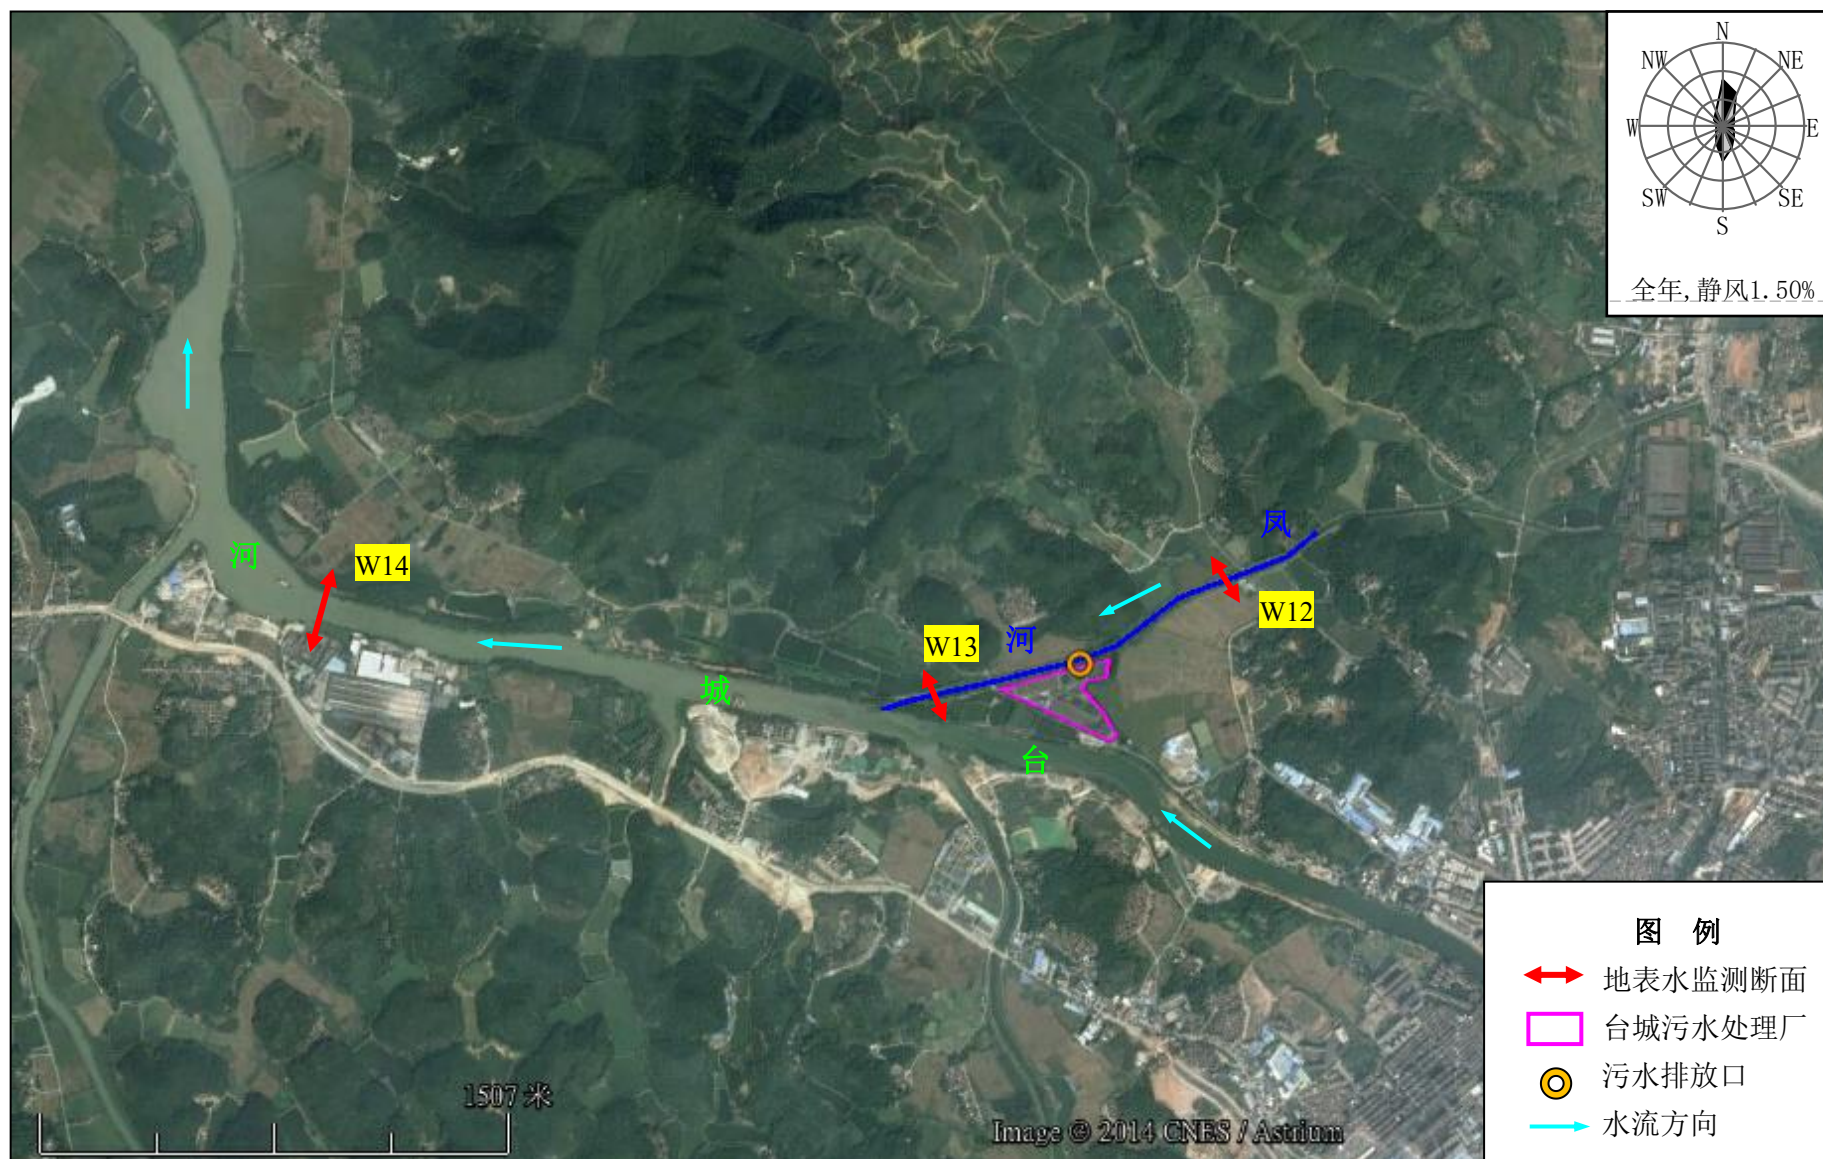 N
NW
NE
W
E
SW
SE
S
全年,静风1.50%
凤
河
W14
W12
河
W13
城
台
图 例
地表水监测断面
台城污水处理厂
污水排放口
水流方向
1507 米
Image © 2014 CNES / Astrium